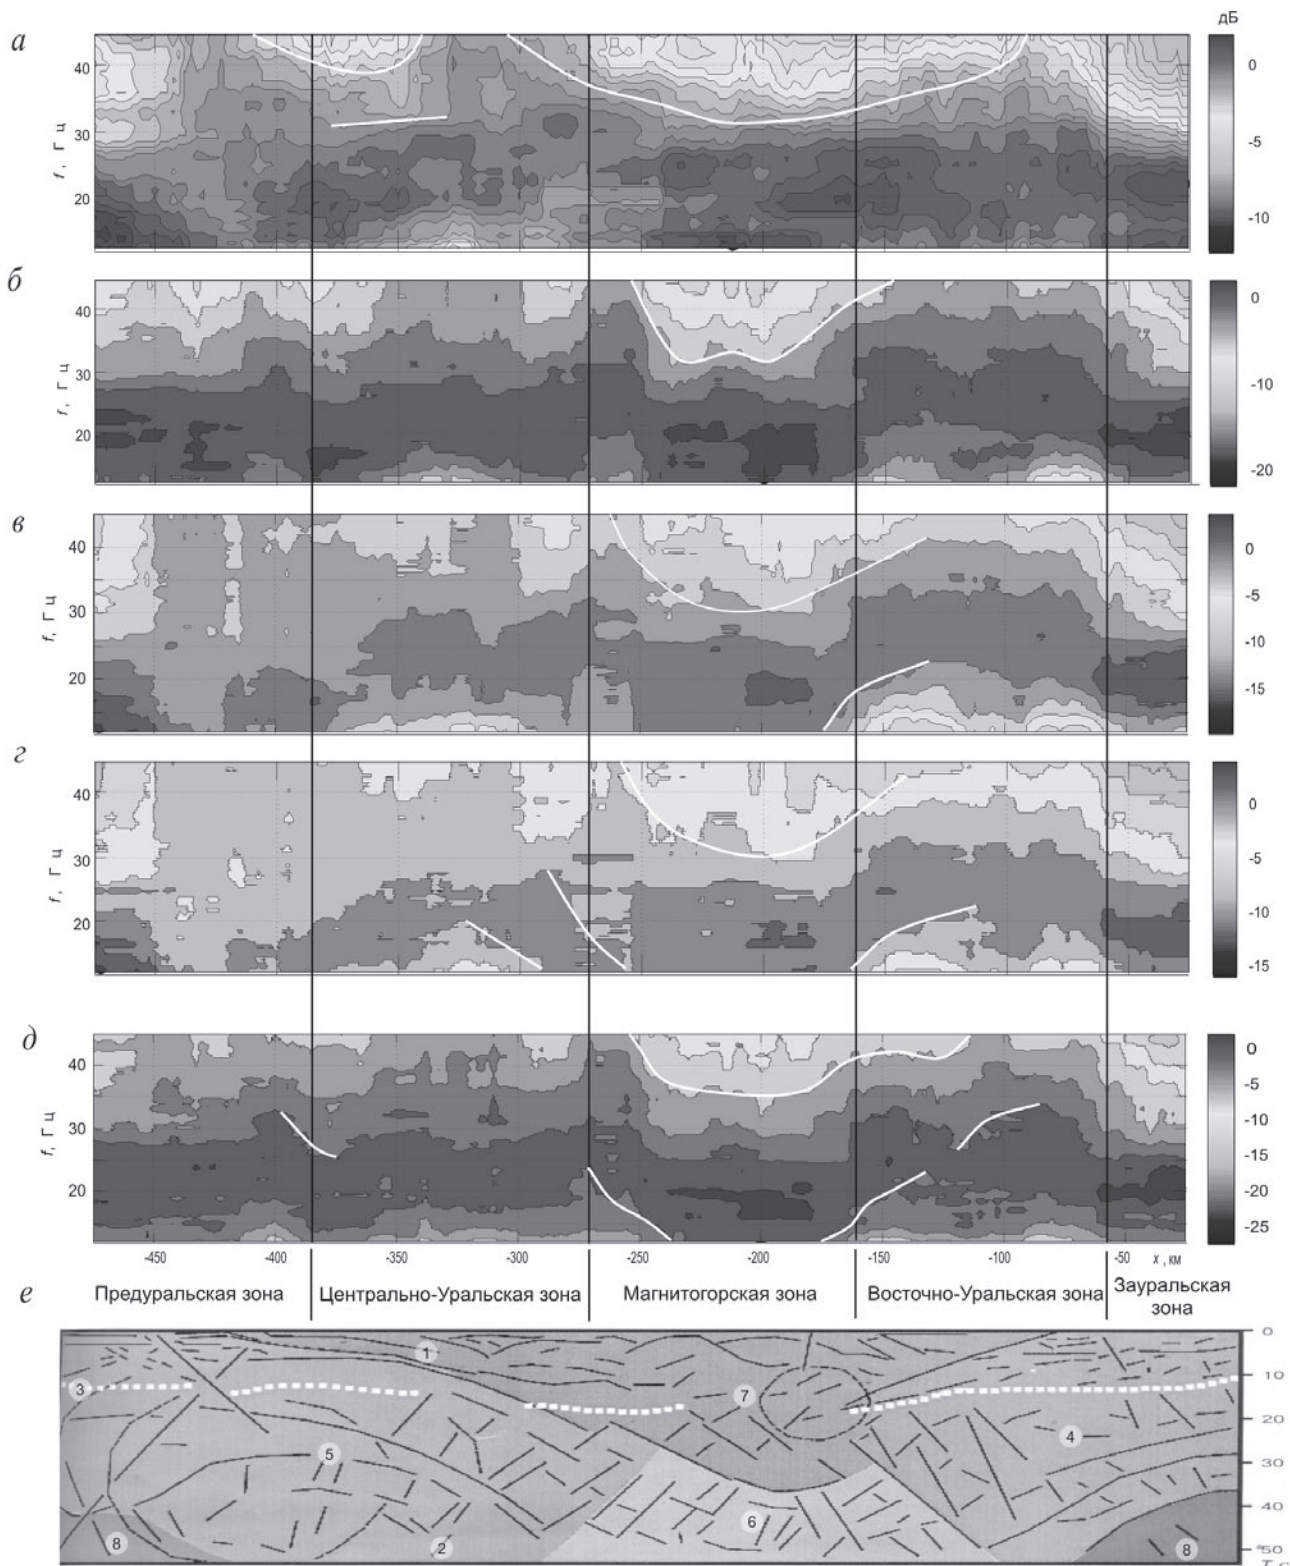 дБ
а
40
30
20
f, Гц
0
-5
-10
б
40
30
20
f, Гц
0
-10
-20
в
40
30
20
f, Гц
0
-5
-10
-15
г
40
30
20
f, Гц
0
-5
-10
-15
д
40
30
20
f, Гц
0
-5
-10
-15
-20
-25
-450 -400 -350 -300 -250 -200 -150 -100 -50 x, км
е
Предуральская зона
Центрально-Уральская зона
Магнитогорская зона
Восточно-Уральская зона
Зауральская
зона
0
10
20
30
40
50
1
3
7
4
5
6
8
2
8